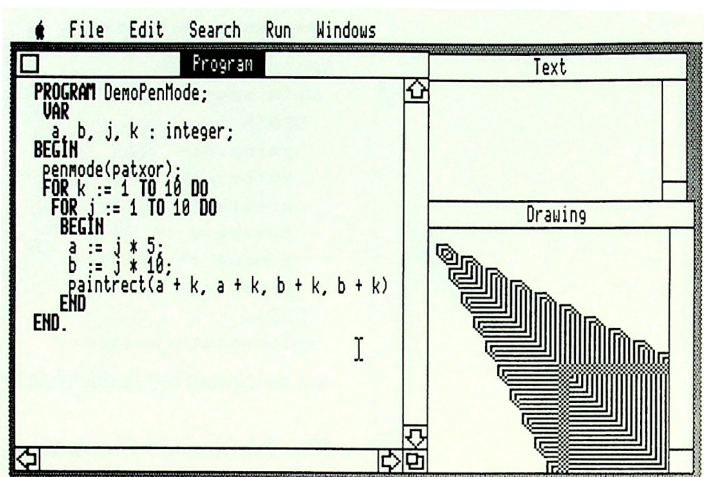 File Edit Search Run Windows
Program
PROGRAM DemoPenMode;
VAR
a, b, j, k : integer;
BEGIN
penmode(patxor);
FOR k := 1 TO 10 DO
FOR j := 1 TO 10 DO
BEGIN
a := j * 5;
b := j * 10;
paintrect(a + k, a + k, b + k, b + k)
END
END.
Text
Drawing